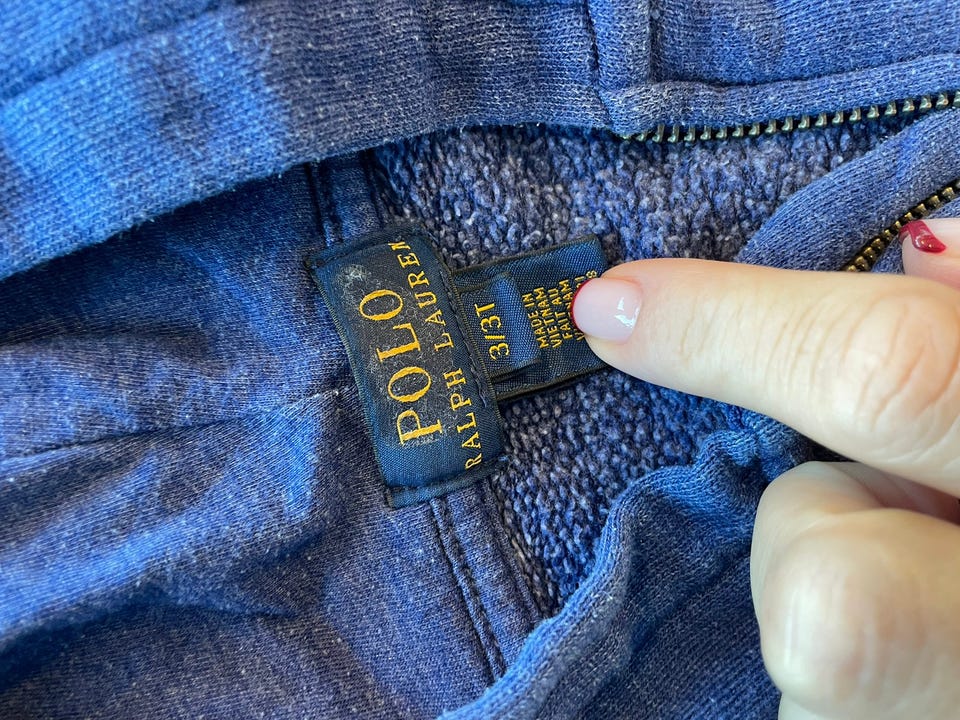 POLO
RALPH LAUREN
3/3T
MADE IN
VIETNAM
FAIT AU